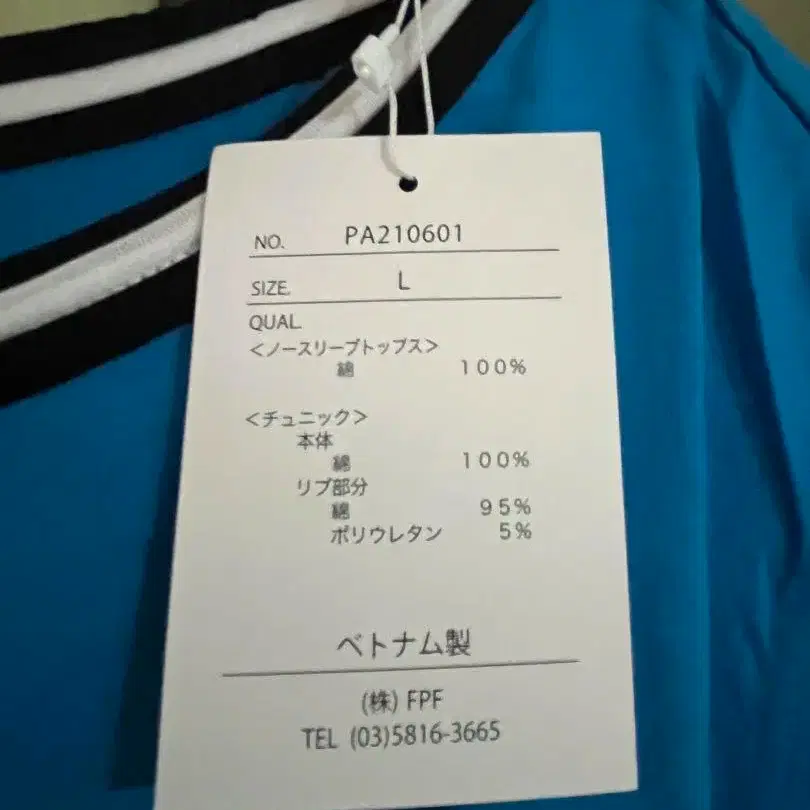 NO. PA210601
SIZE. L
QUAL.
＜ノースリーブトップス＞
綿 100%
＜チュニック＞
本体
綿 100%
リブ部分
綿 95%
ポリウレタン 5%
ベトナム製
(株) FPF
TEL (03)5816-3665